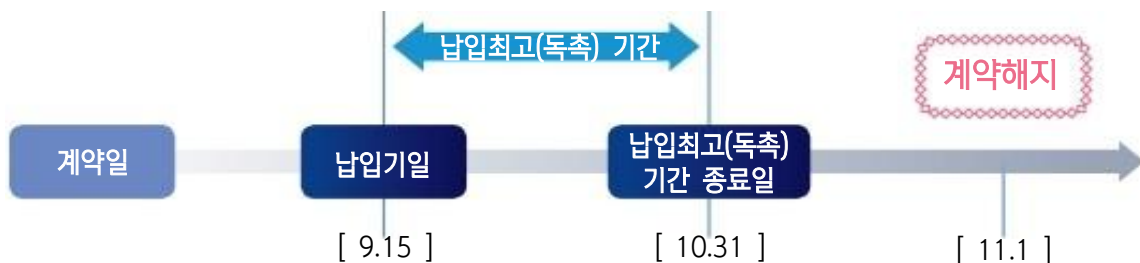 납입최고(독촉) 기간
계약해지
계약일
납입기일
납입최고(독촉)
기간 종료일
[ 9.15 ]
[ 10.31 ]
[ 11.1 ]